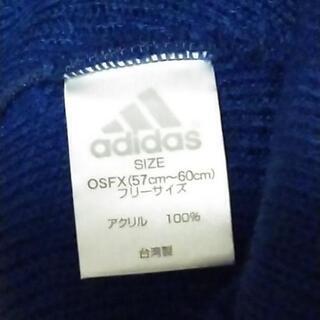 adidas
SIZE
OSFX(57cm~60cm)
フリーサイズ
アクリル 100%
台湾製